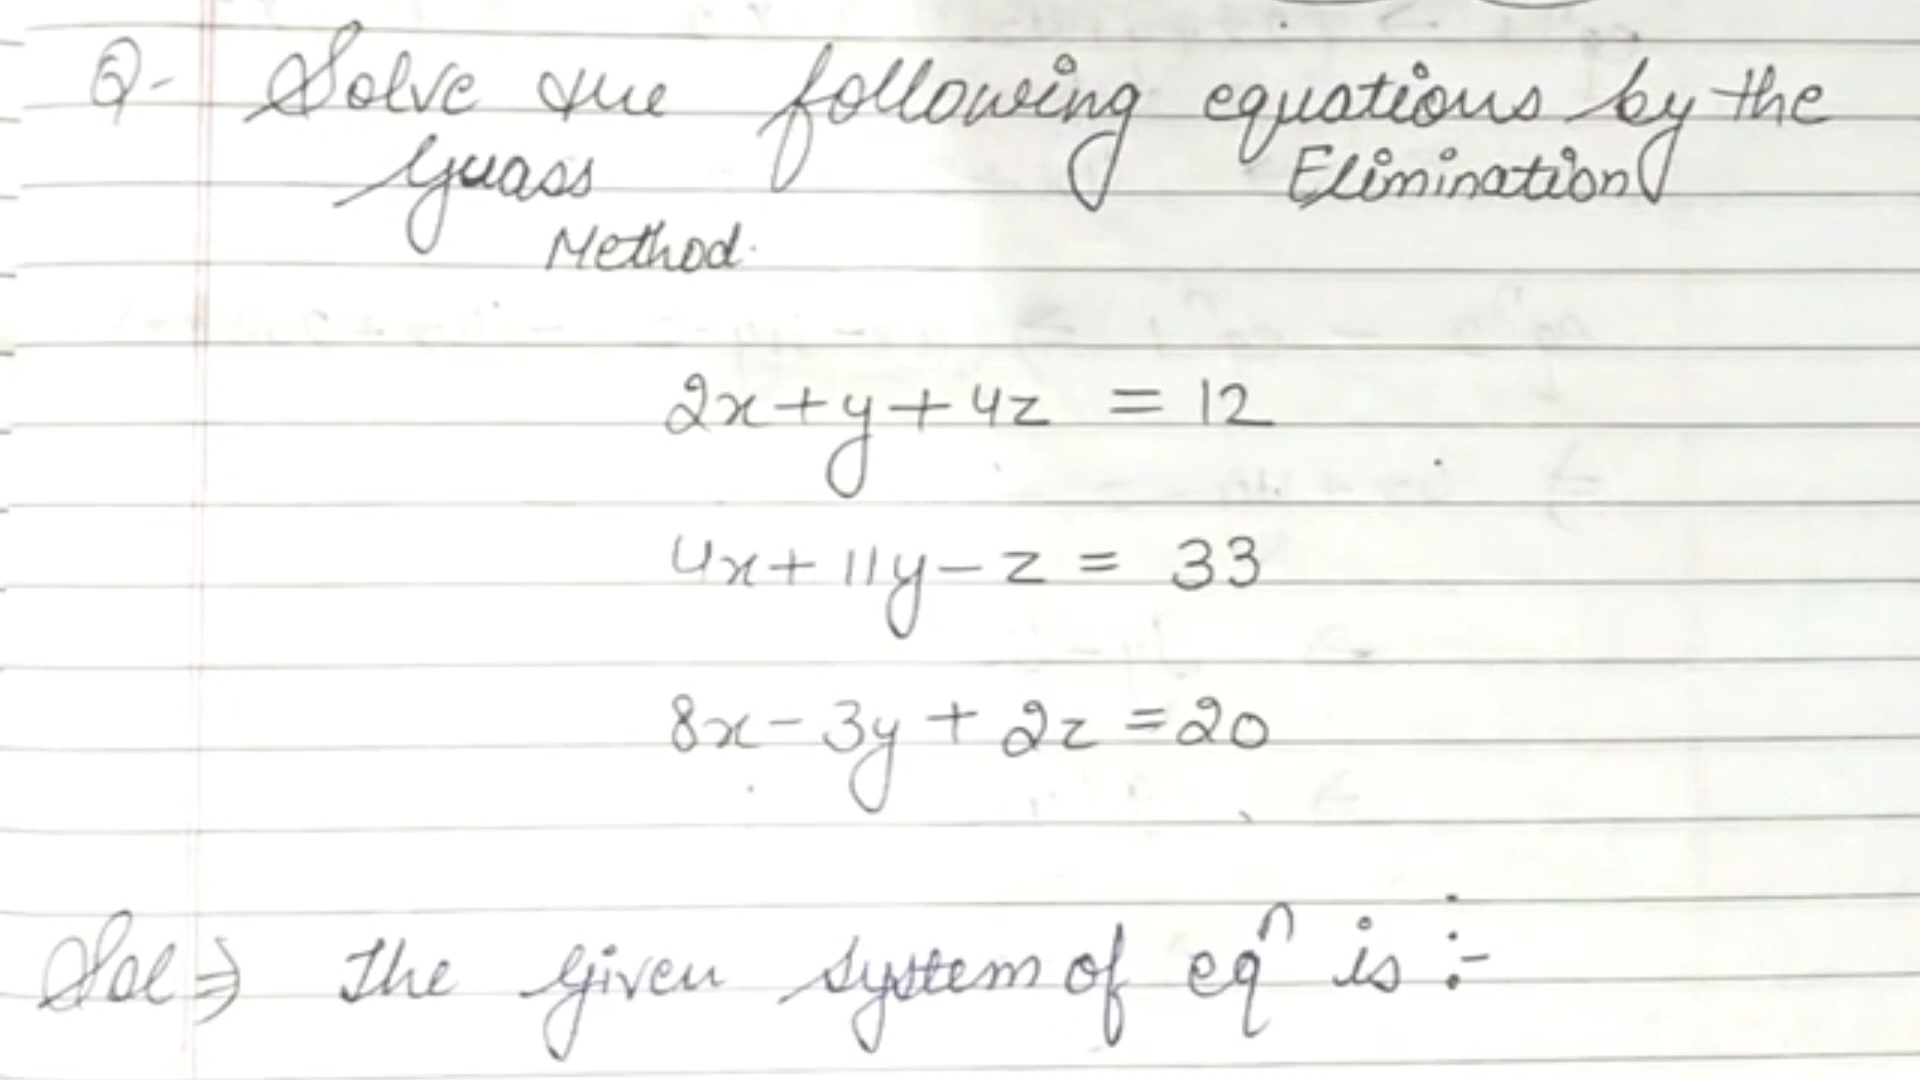 Q- Solve the following equations by the
Guass Elimination
Method.
2x+y+4z = 12
4x+11y-z = 33
8x-3y+2z=20
Sol⇒ The given system of eqⁿ is :-